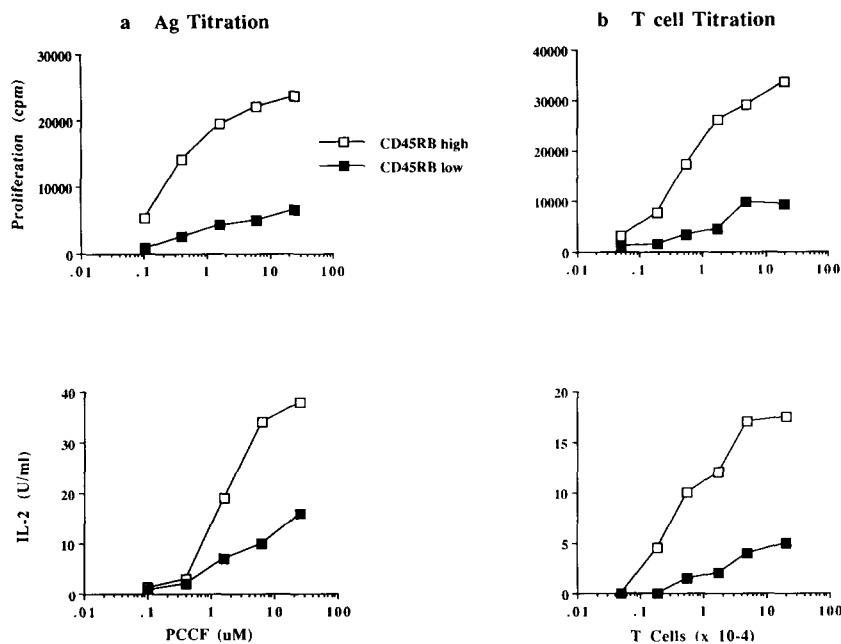 a Ag Titration
Proliferation (cpm)
30000
20000
10000
0
.01 .1 1 10 100
CD45RB high
CD45RB low
b T cell Titration
40000
30000
20000
10000
0
.01 .1 1 10 100
IL-2 (U/ml)
40
30
20
10
0
.01 .1 1 10 100
PCCF (uM)
20
15
10
5
0
.01 .1 1 10 100
T Cells (x 10-4)